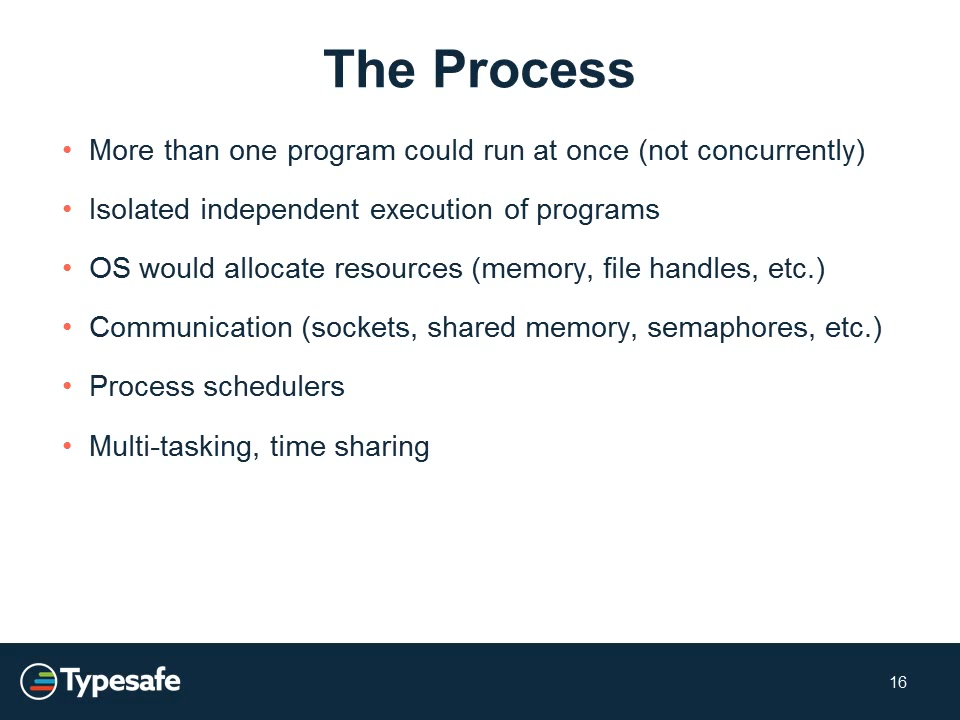 The Process
• More than one program could run at once (not concurrently)
• Isolated independent execution of programs
• OS would allocate resources (memory, file handles, etc.)
• Communication (sockets, shared memory, semaphores, etc.)
• Process schedulers
• Multi-tasking, time sharing
Typesafe
16